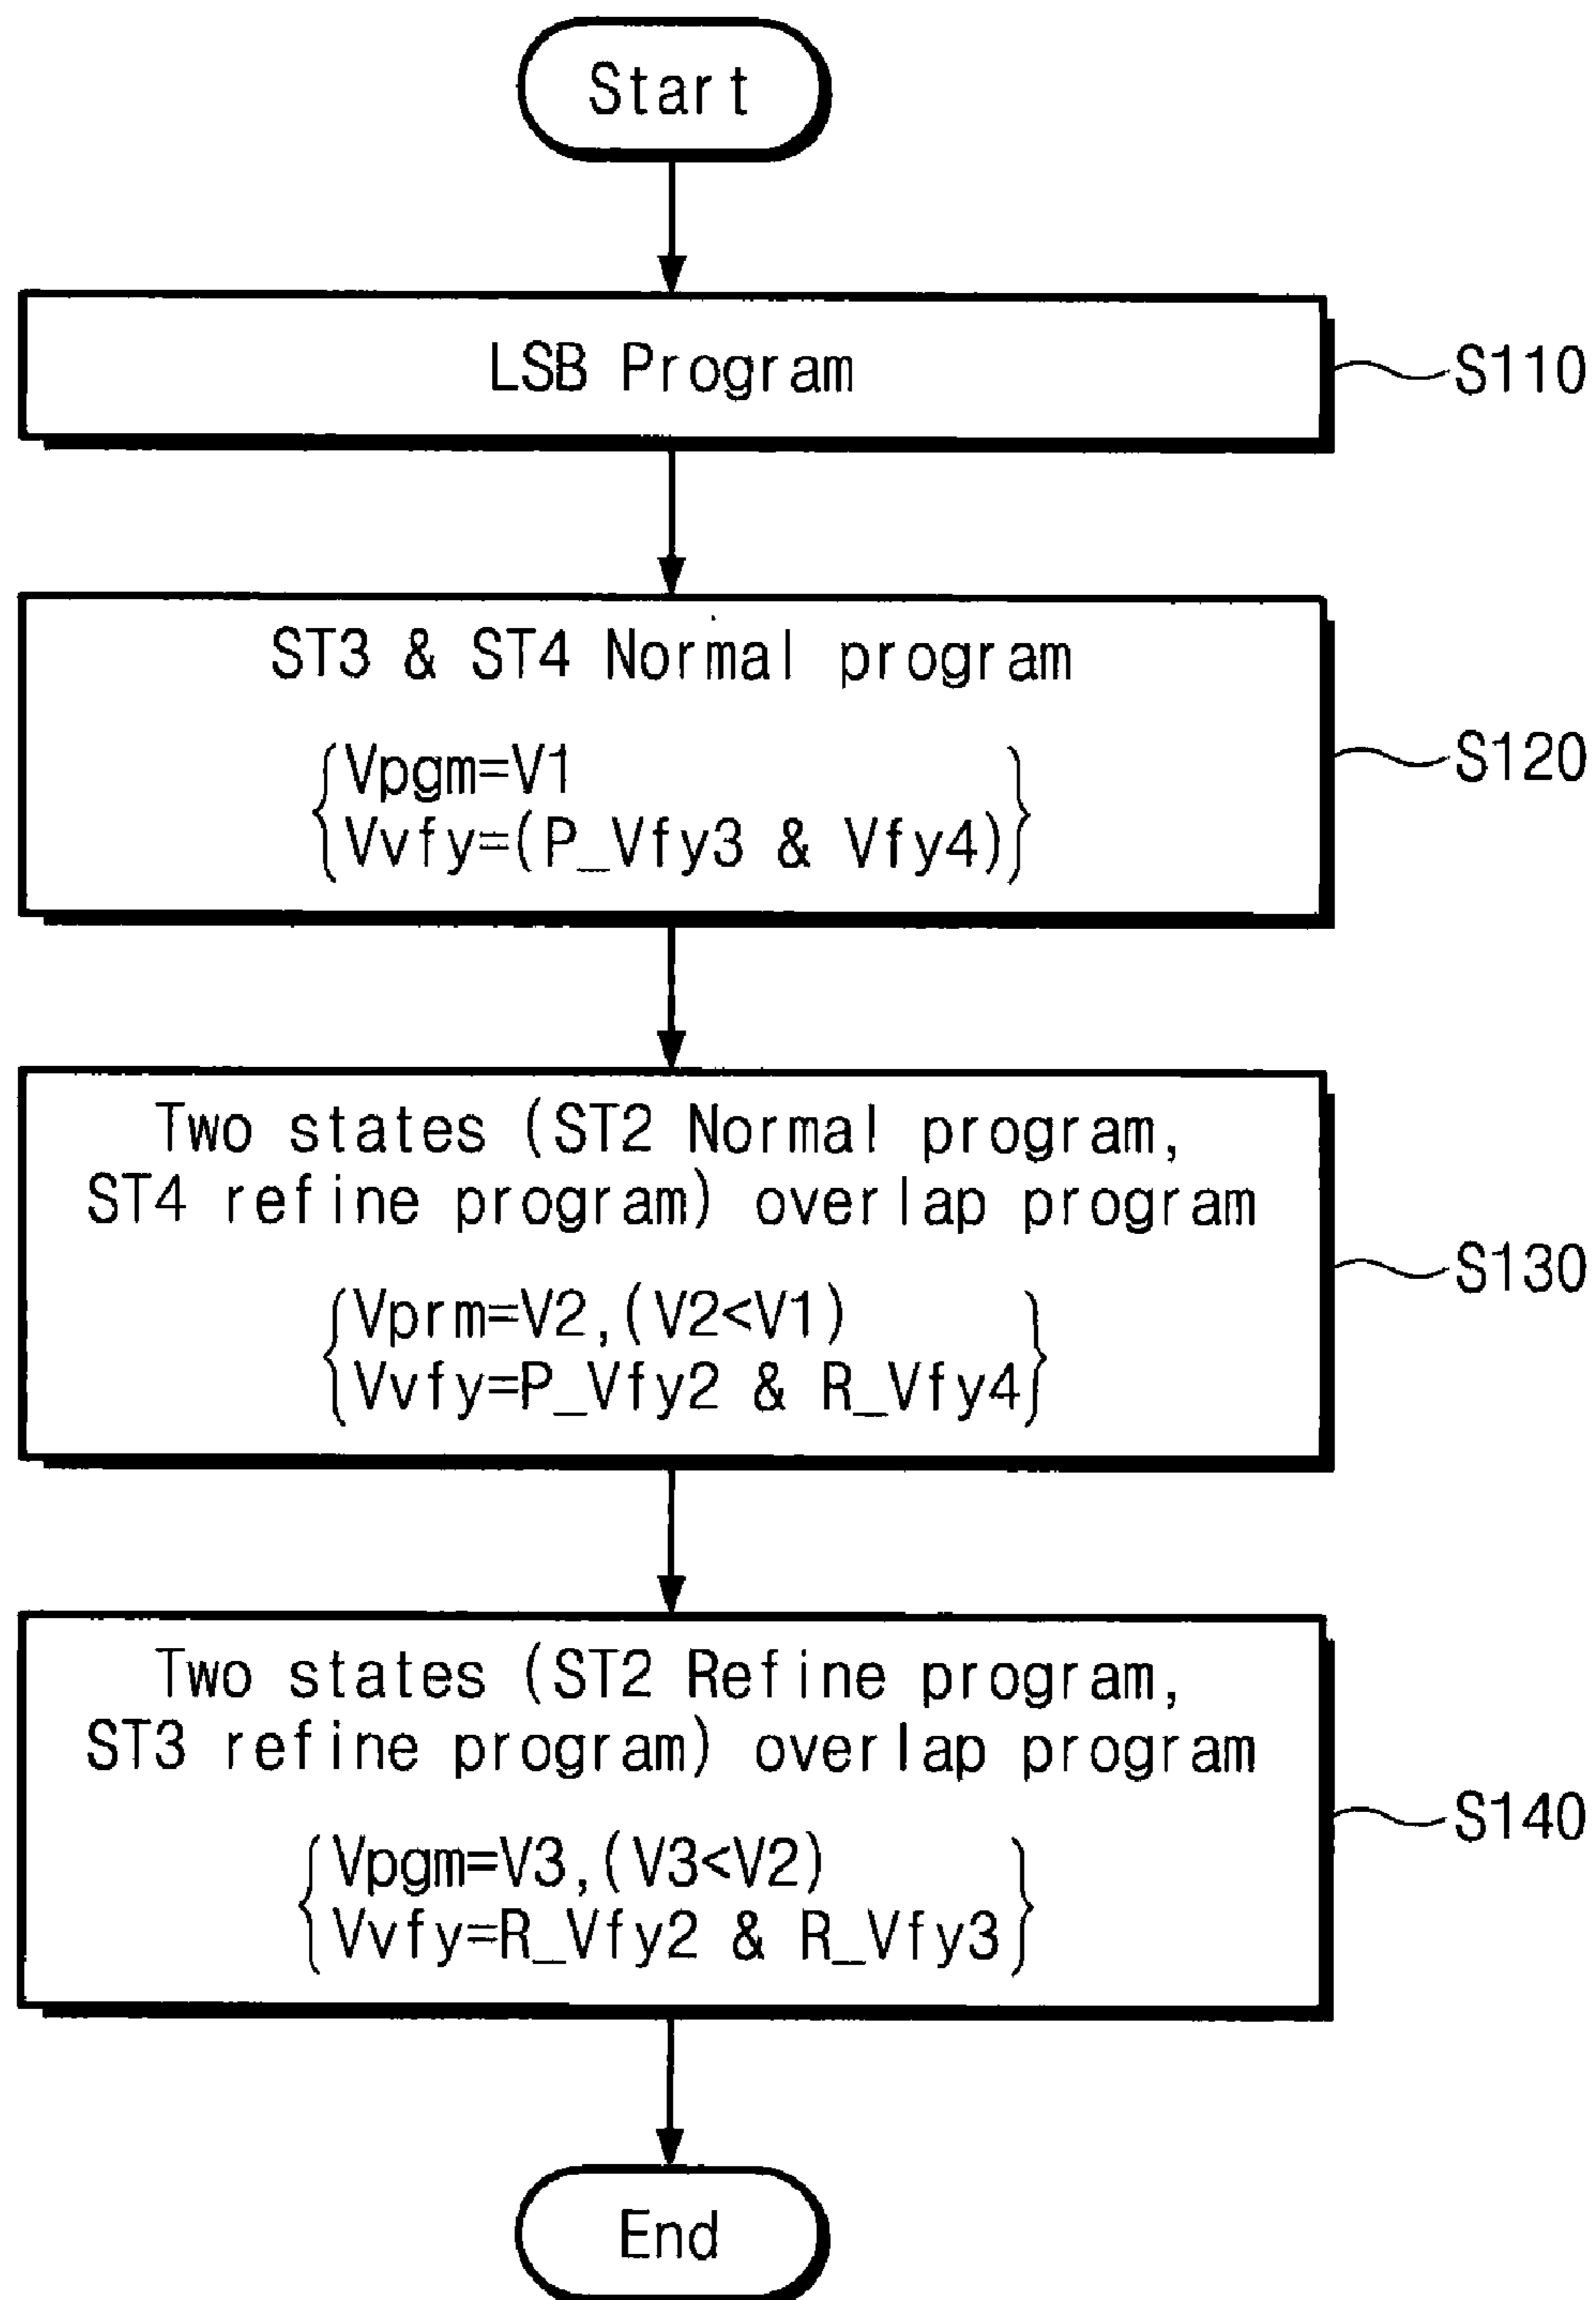 Start
LSB Program
S110
ST3 & ST4 Normal program
Vpgm=V1
Vvfy=(P_Vfy3 & Vfy4)
S120
Two states (ST2 Normal program,
ST4 refine program) overlap program
Vprm=V2,(V2<V1)
Vvfy=P_Vfy2 & R_Vfy4
S130
Two states (ST2 Refine program,
ST3 refine program) overlap program
Vpgm=V3,(V3<V2)
Vvfy=R_Vfy2 & R_Vfy3
S140
End